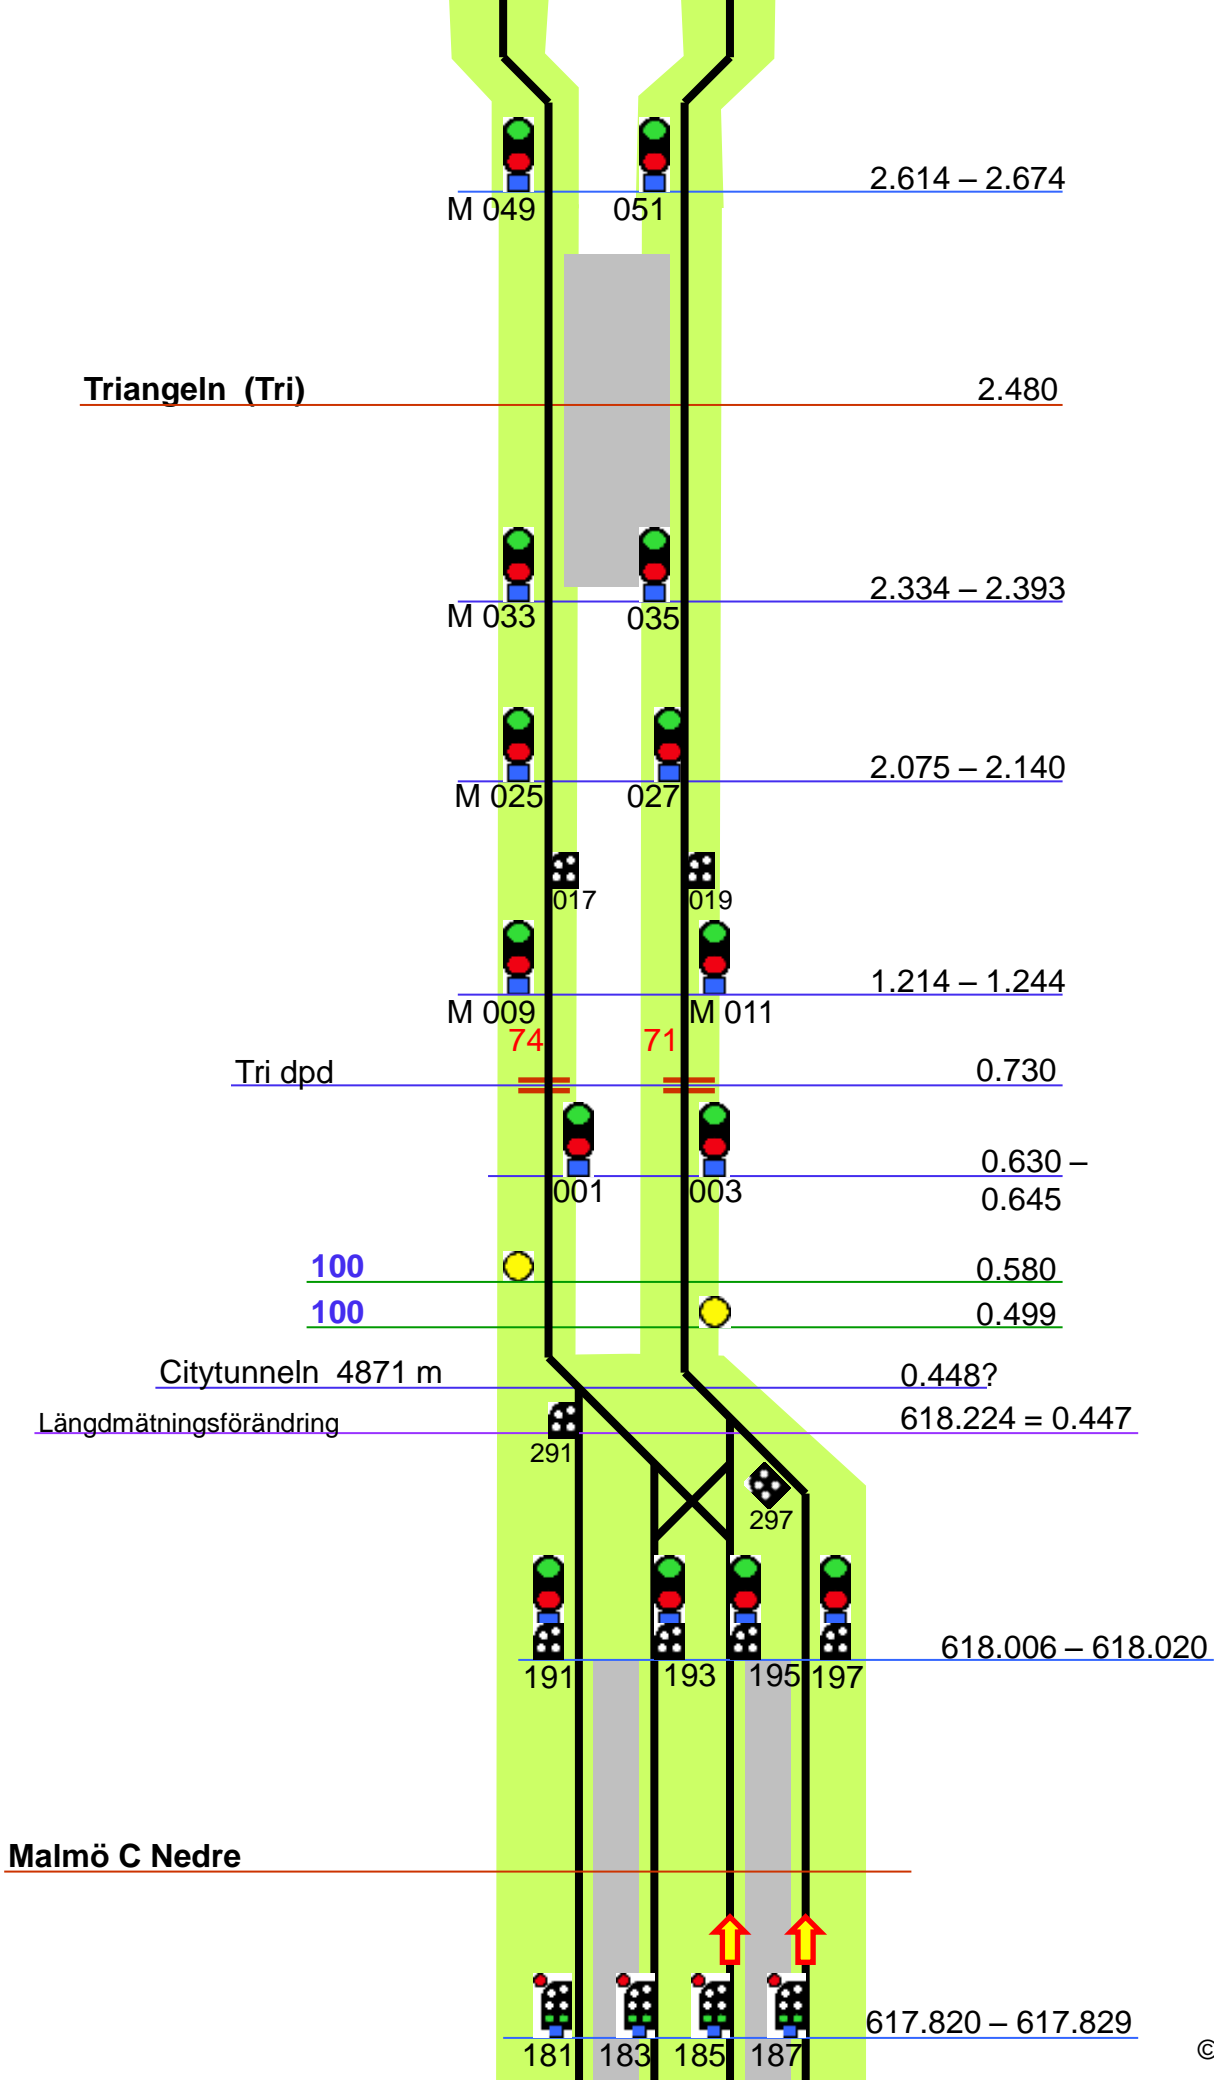 2.614 – 2.674
M 049
051
Triangeln (Tri)
2.480
2.334 – 2.393
M 033
035
2.075 – 2.140
M 025
027
017
019
1.214 – 1.244
M 009
M 011
74
71
Tri dpd
0.730
0.630 –
0.645
001
003
100
0.580
100
0.499
Citytunneln 4871 m
0.448?
Längdmätningsförändring
618.224 = 0.447
291
297
618.006 – 618.020
191
193
195
197
Malmö C Nedre
617.820 – 617.829
181
183
185
187
©